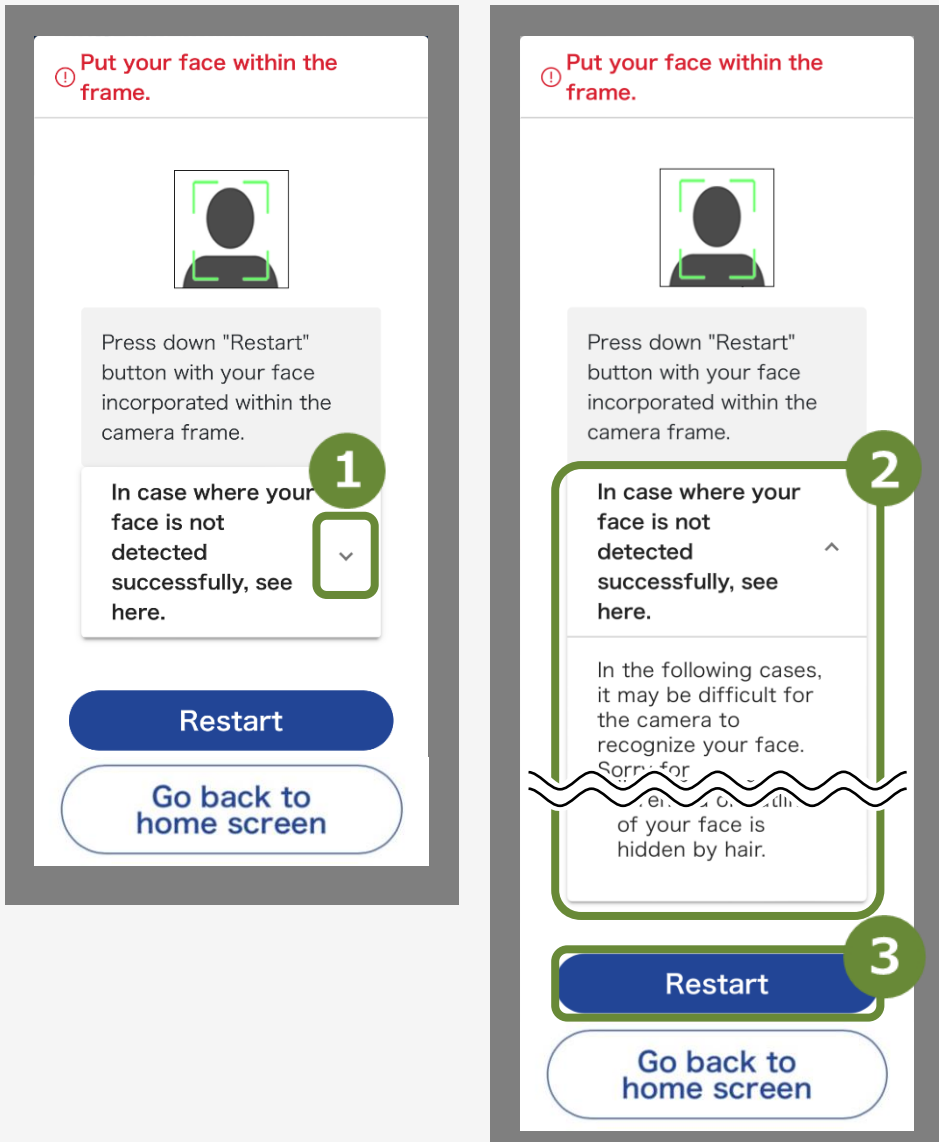 Put your face within the
frame.
Press down "Restart"
button with your face
incorporated within the
camera frame.
1
In case where your
face is not
detected
successfully, see
here.
Restart
Go back to
home screen
Put your face within the
frame.
Press down "Restart"
button with your face
incorporated within the
camera frame.
2
In case where your
face is not
detected
successfully, see
here.
In the following cases,
it may be difficult for
the camera to
recognize your face.
Sorry for
of your face is
hidden by hair.
3
Restart
Go back to
home screen